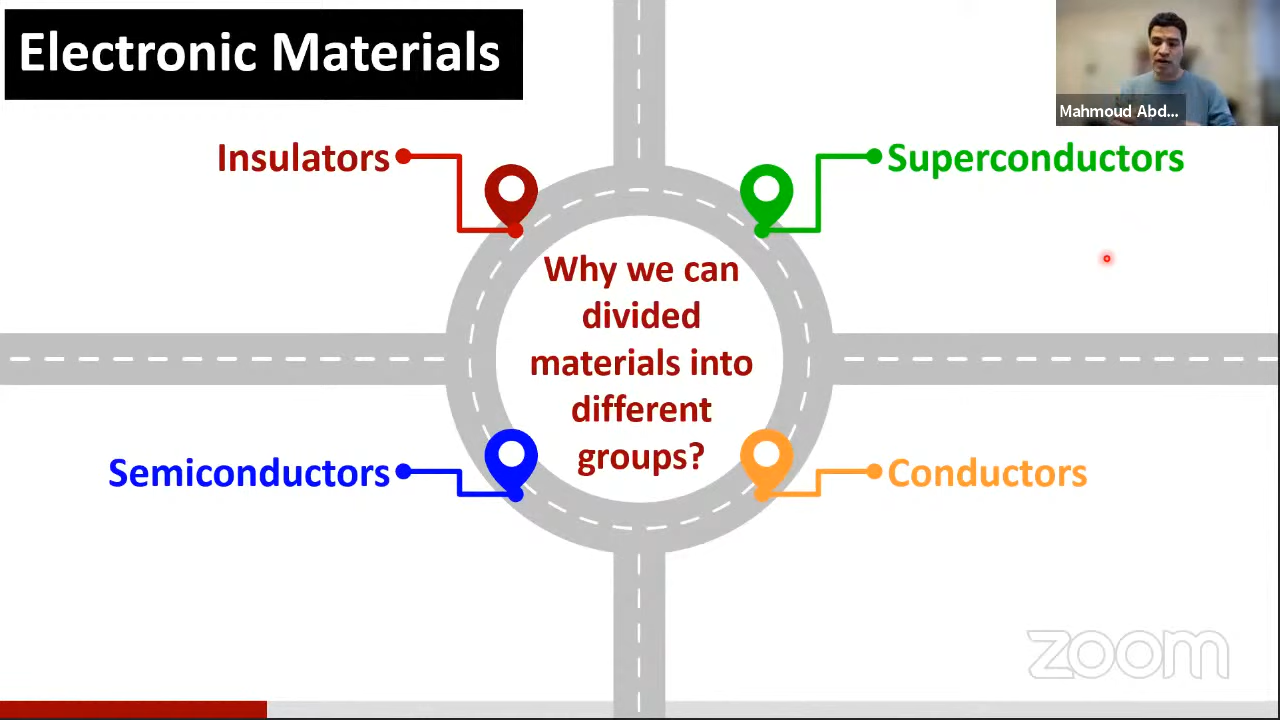 Electronic Materials
Mahmoud Abd...
Insulators
Superconductors
Why we can
divided
materials into
different
groups?
Semiconductors
Conductors
zoom